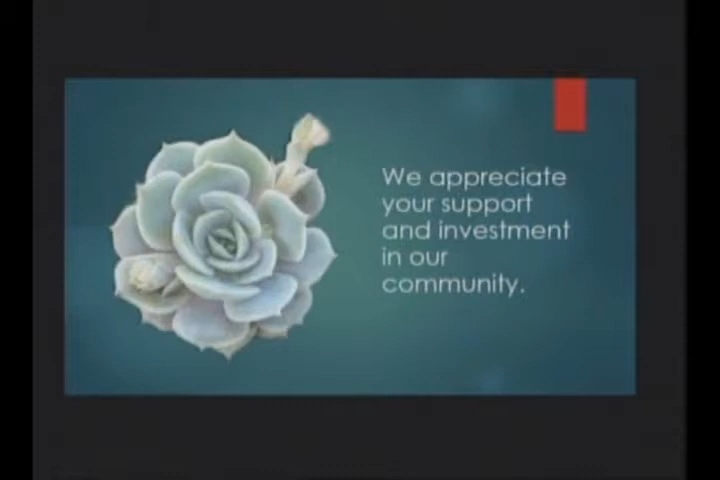 We appreciate
your support
and investment
in our
community.